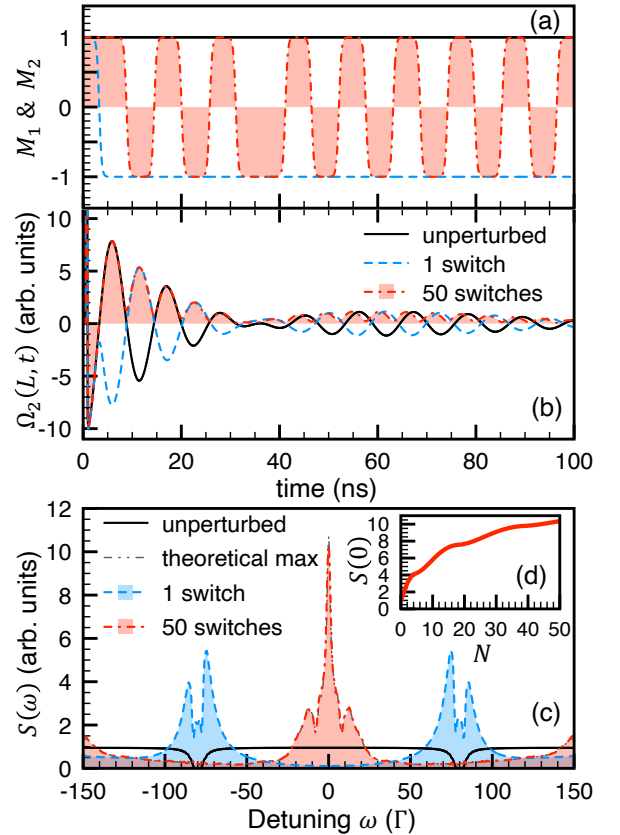 (a)
M₁ & M₂
1
0
-1
(b)
Ω₂(L, t) (arb. units)
10
5
0
-5
-10
unperturbed
1 switch
50 switches
0 20 40 60 80 100
time (ns)
(c)
S(ω) (arb. units)
12
10
8
6
4
2
0
unperturbed
theoretical max
1 switch
50 switches
(d)
S(0)
10
8
6
4
2
0
0 10 20 30 40 50
N
-150 -100 -50 0 50 100 150
Detuning ω (Γ)